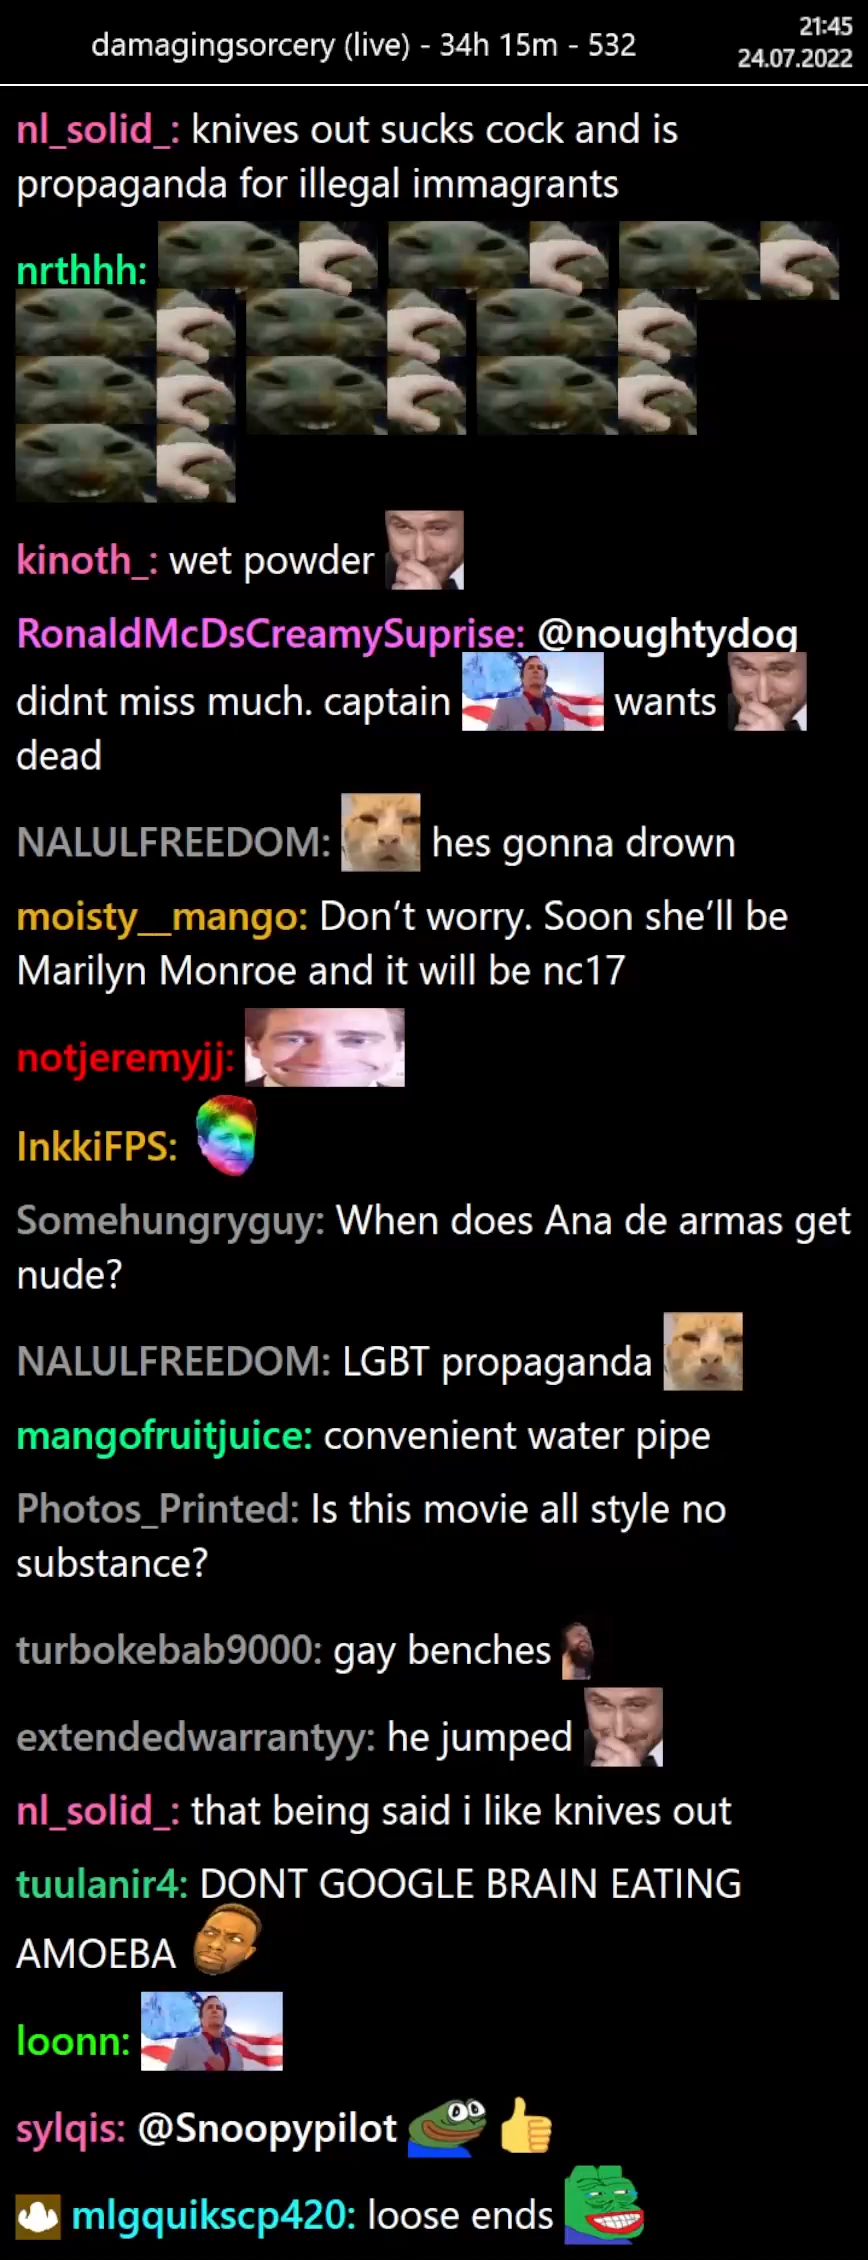 damagingsorcery (live) - 34h 15m - 532
21:45
24.07.2022
nl_solid_: knives out sucks cock and is
propaganda for illegal immagrants
nrthhh:
kinoth_: wet powder
RonaldMcDsCreamySuprise: @noughtydog
didnt miss much. captain wants
dead
NALULFREEDOM: hes gonna drown
moisty__mango: Don’t worry. Soon she’ll be
Marilyn Monroe and it will be nc17
notjeremyjj:
InkkiFPS:
Somehungryguy: When does Ana de armas get
nude?
NALULFREEDOM: LGBT propaganda
mangofruitjuice: convenient water pipe
Photos_Printed: Is this movie all style no
substance?
turbokebab9000: gay benches
extendedwarrantyy: he jumped
nl_solid_: that being said i like knives out
tuulanir4: DONT GOOGLE BRAIN EATING
AMOEBA
loonn:
sylqis: @Snoopypilot
mlgquikscp420: loose ends